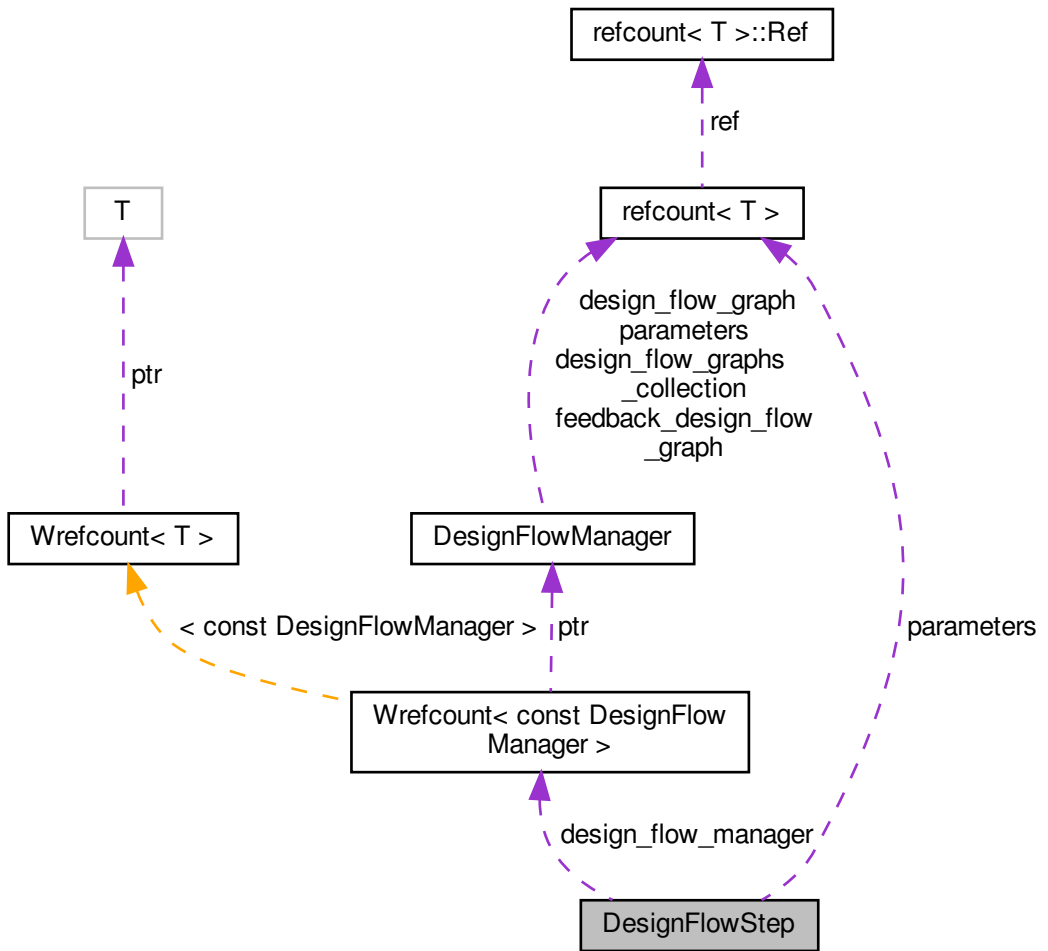 refcount< T >::Ref
ref
T
refcount< T >
design_flow_graph
parameters
design_flow_graphs
_collection
feedback_design_flow
_graph
ptr
Wrefcount< T >
DesignFlowManager
< const DesignFlowManager >
ptr
parameters
Wrefcount< const DesignFlow
Manager >
design_flow_manager
DesignFlowStep